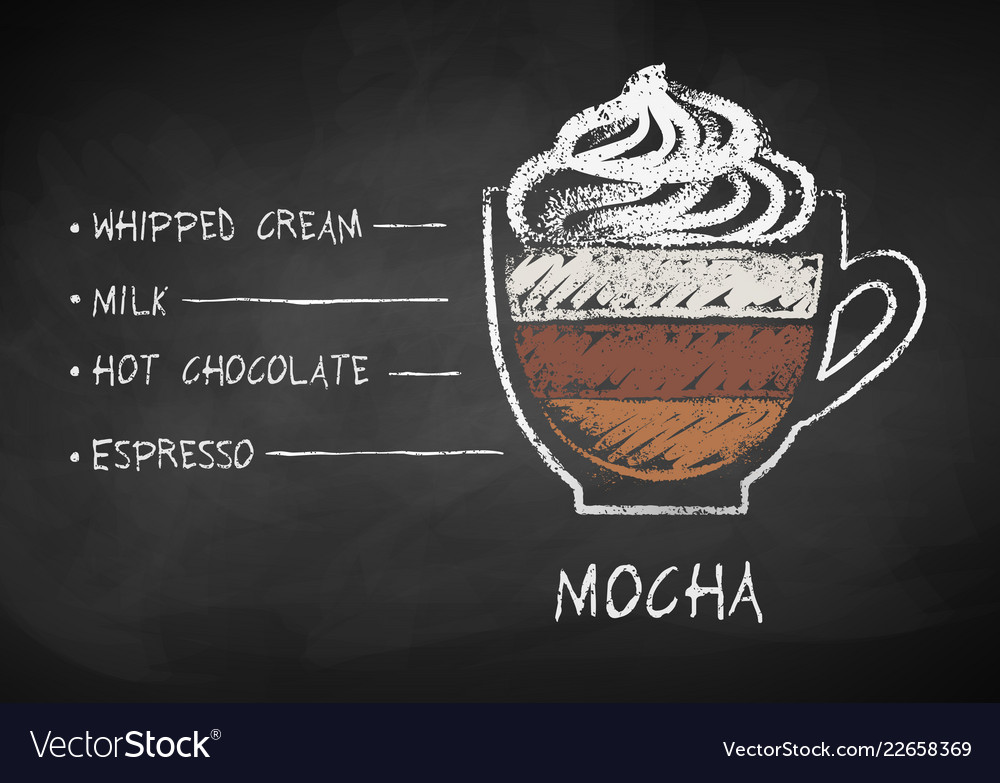 • WHIPPED CREAM
• MILK
• HOT CHOCOLATE
• ESPRESSO
MOCHA
VectorStock®
VectorStock.com/22658369